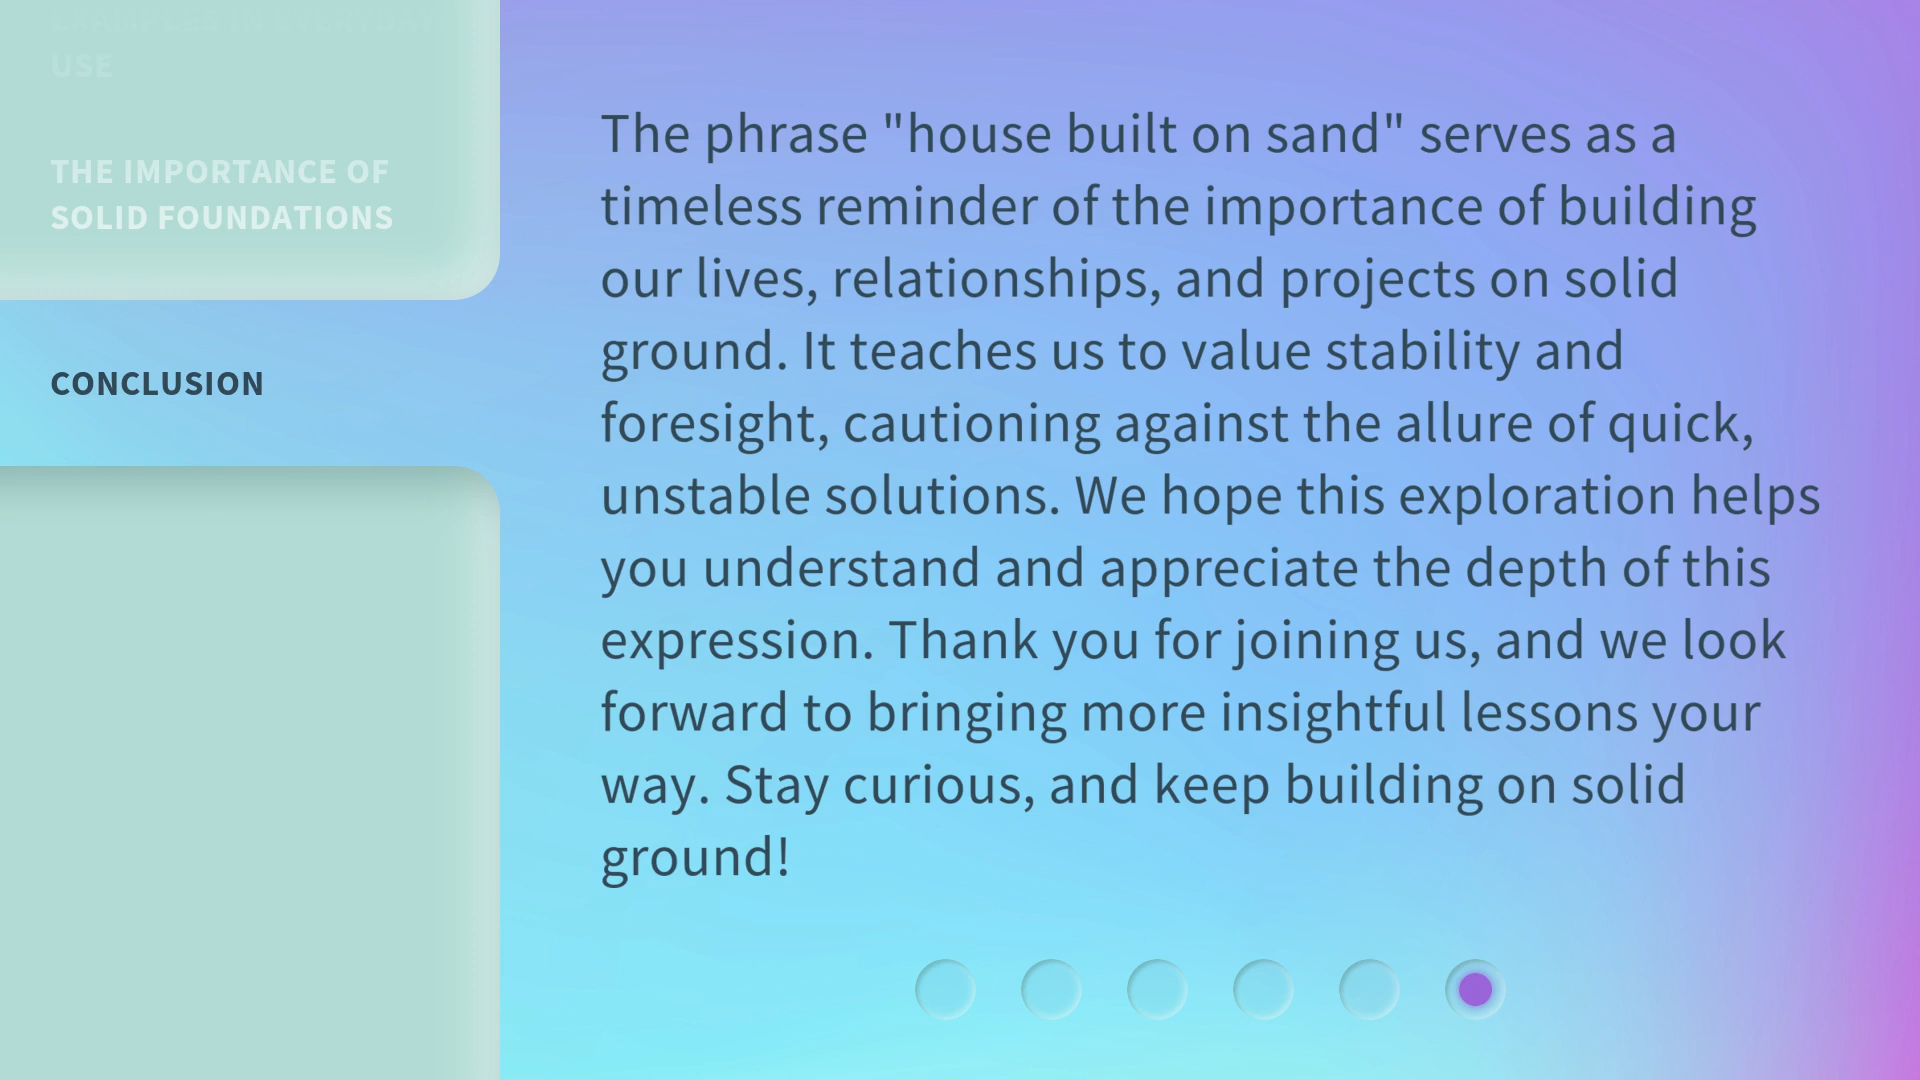 EXAMPLES IN EVERYDAY
USE
THE IMPORTANCE OF
SOLID FOUNDATIONS
CONCLUSION
The phrase "house built on sand" serves as a
timeless reminder of the importance of building
our lives, relationships, and projects on solid
ground. It teaches us to value stability and
foresight, cautioning against the allure of quick,
unstable solutions. We hope this exploration helps
you understand and appreciate the depth of this
expression. Thank you for joining us, and we look
forward to bringing more insightful lessons your
way. Stay curious, and keep building on solid
ground!